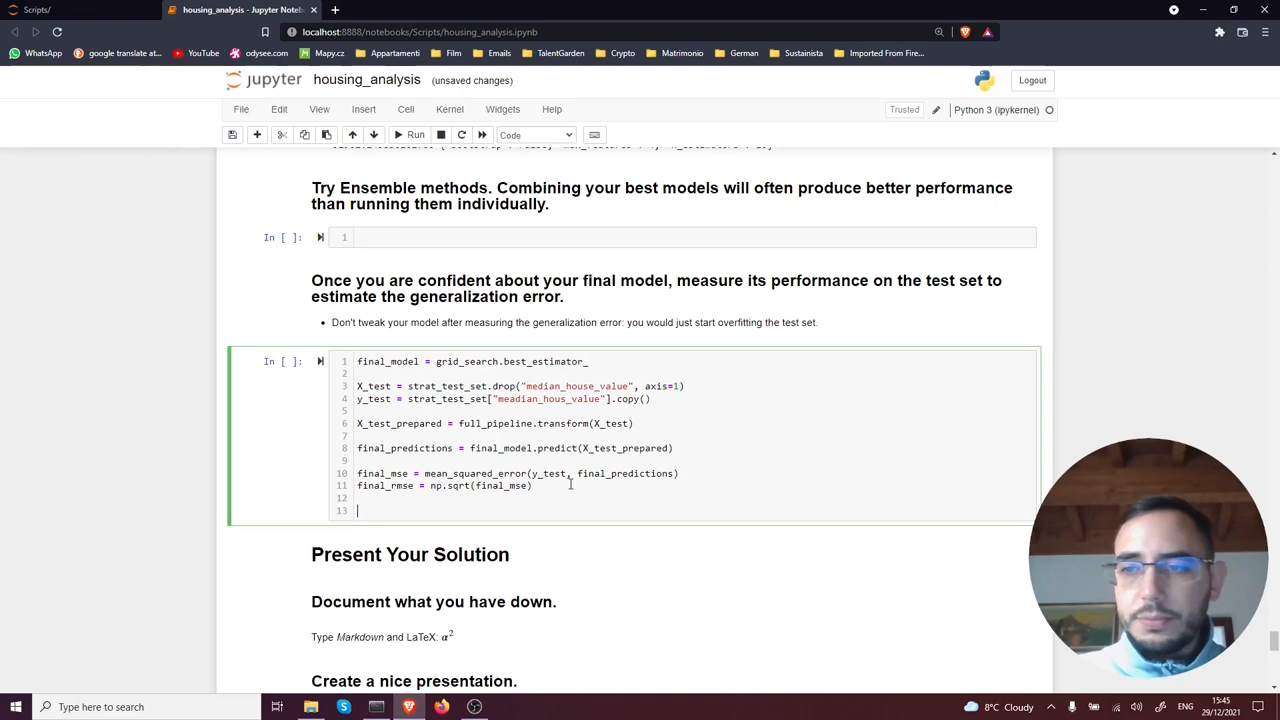 Scripts/
housing_analysis - Jupyter Noteb
localhost:8888/notebooks/Scripts/housing_analysis.ipynb
WhatsApp google translate at... YouTube odysee.com Mapy.cz Appartamenti Film Emails TalentGarden Crypto Matrimonio German Sustainista Imported From Fire...
jupyter housing_analysis (unsaved changes) Logout
File Edit View Insert Cell Kernel Widgets Help Trusted Python 3 (ipykernel)
Run Code
Try Ensemble methods. Combining your best models will often produce better performance
than running them individually.
In [ ]: 1
Once you are confident about your final model, measure its performance on the test set to
estimate the generalization error.
• Don't tweak your model after measuring the generalization error: you would just start overfitting the test set.
In [ ]: 1 final_model = grid_search.best_estimator_
2
3 X_test = strat_test_set.drop("median_house_value", axis=1)
4 y_test = strat_test_set["meadian_hous_value"].copy()
5
6 X_test_prepared = full_pipeline.transform(X_test)
7
8 final_predictions = final_model.predict(X_test_prepared)
9
10 final_mse = mean_squared_error(y_test, final_predictions)
11 final_rmse = np.sqrt(final_mse)
12
13
Present Your Solution
Document what you have down.
Type Markdown and LaTeX: α²
Create a nice presentation.
Type here to search
8°C Cloudy
15:45
29/12/2021